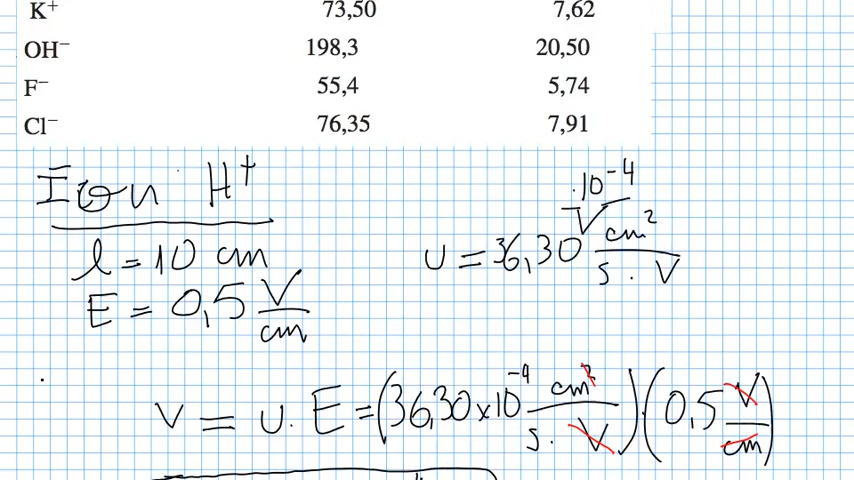 K⁺ 73,50 7,62
OH⁻ 198,3 20,50
F⁻ 55,4 5,74
Cl⁻ 76,35 7,91
Ion H⁺
·10⁻⁴
l = 10 cm
u = 36,30 cm²/(s · V)
E = 0,5 V/cm
v = u · E = (36,30 x 10⁻⁴ cm²/(s · V)) · (0,5 V/cm)